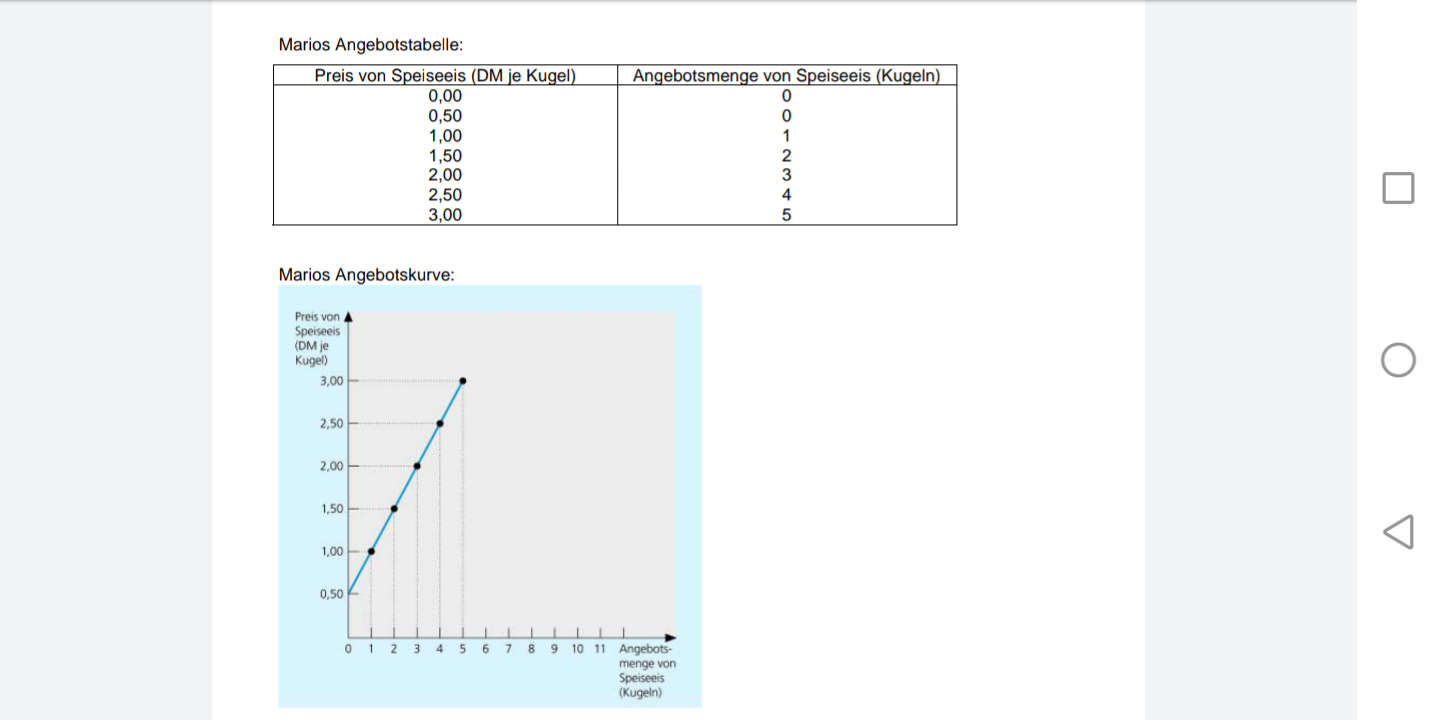 Marios Angebotstabelle:
Preis von Speiseeis (DM je Kugel) Angebotsmenge von Speiseeis (Kugeln)
0,00 0
0,50 0
1,00 1
1,50 2
2,00 3
2,50 4
3,00 5
Marios Angebotskurve:
Preis von
Speiseeis
(DM je
Kugel)
3,00
2,50
2,00
1,50
1,00
0,50
0 1 2 3 4 5 6 7 8 9 10 11 Angebots-
menge von
Speiseeis
(Kugeln)